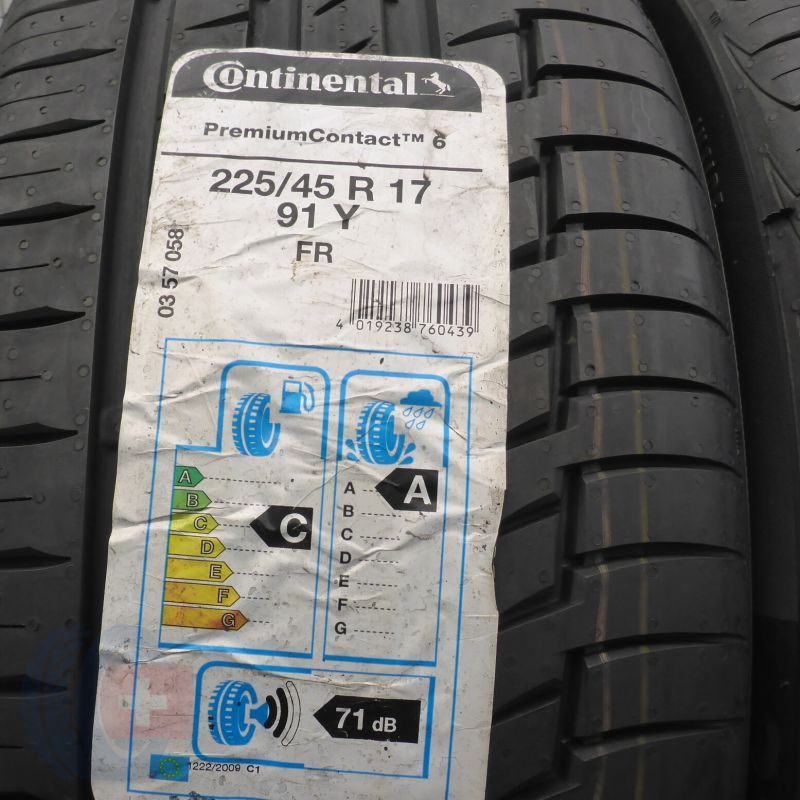 Continental
PremiumContact™ 6
225/45 R 17
91 Y
FR
03 57 058
4 019238 760439
A
B
C
D
E
F
G
C
A
B
C
D
E
F
G
A
71 dB
1222/2009 C1